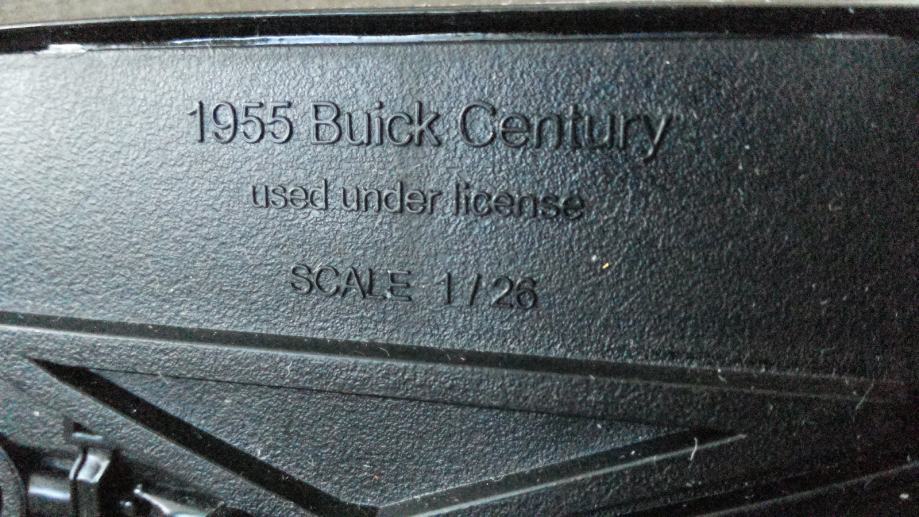 1955 Buick Century
used under license
SCALE 1/26